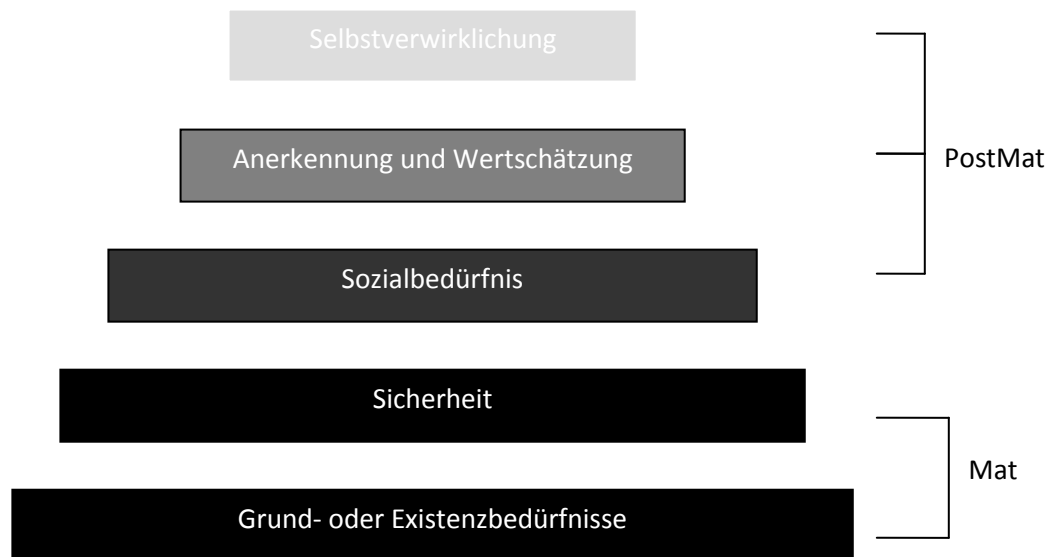 Selbstverwirklichung
Anerkennung und Wertschätzung
PostMat
Sozialbedürfnis
Sicherheit
Mat
Grund- oder Existenzbedürfnisse